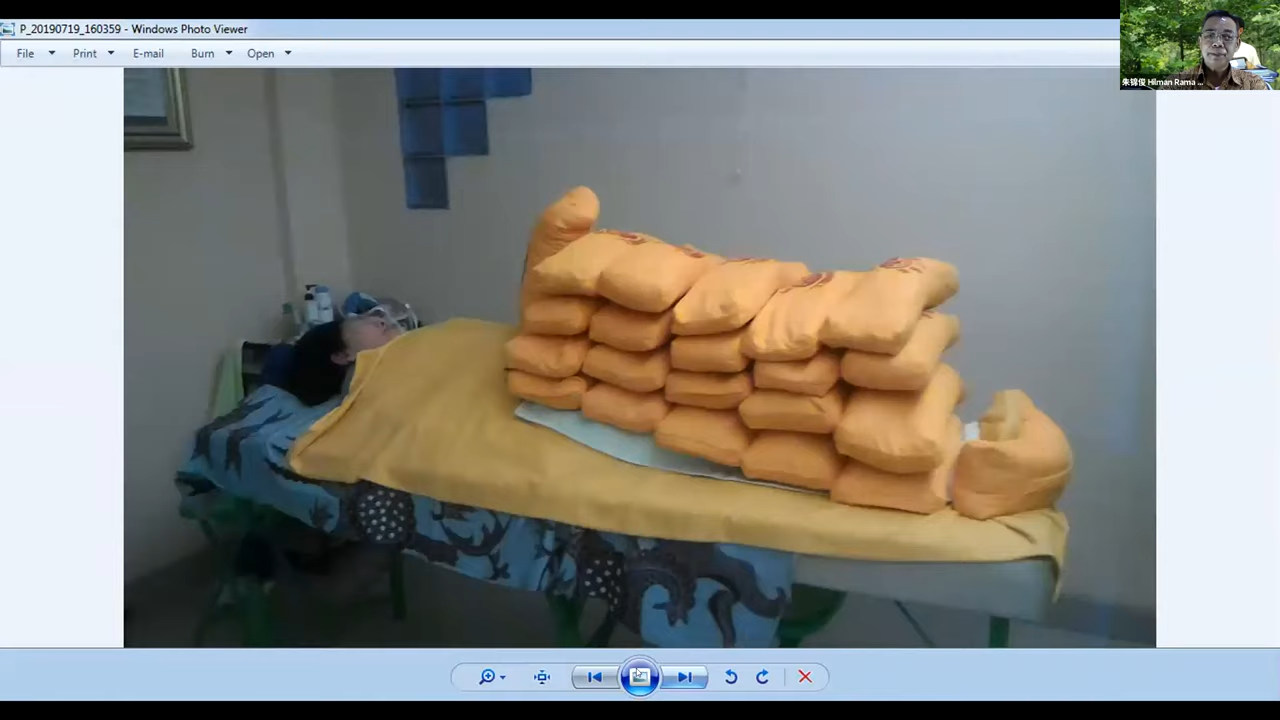 P_20190719_160359 - Windows Photo Viewer
File Print E-mail Burn Open
朱锦俊 Hilman Rama ...